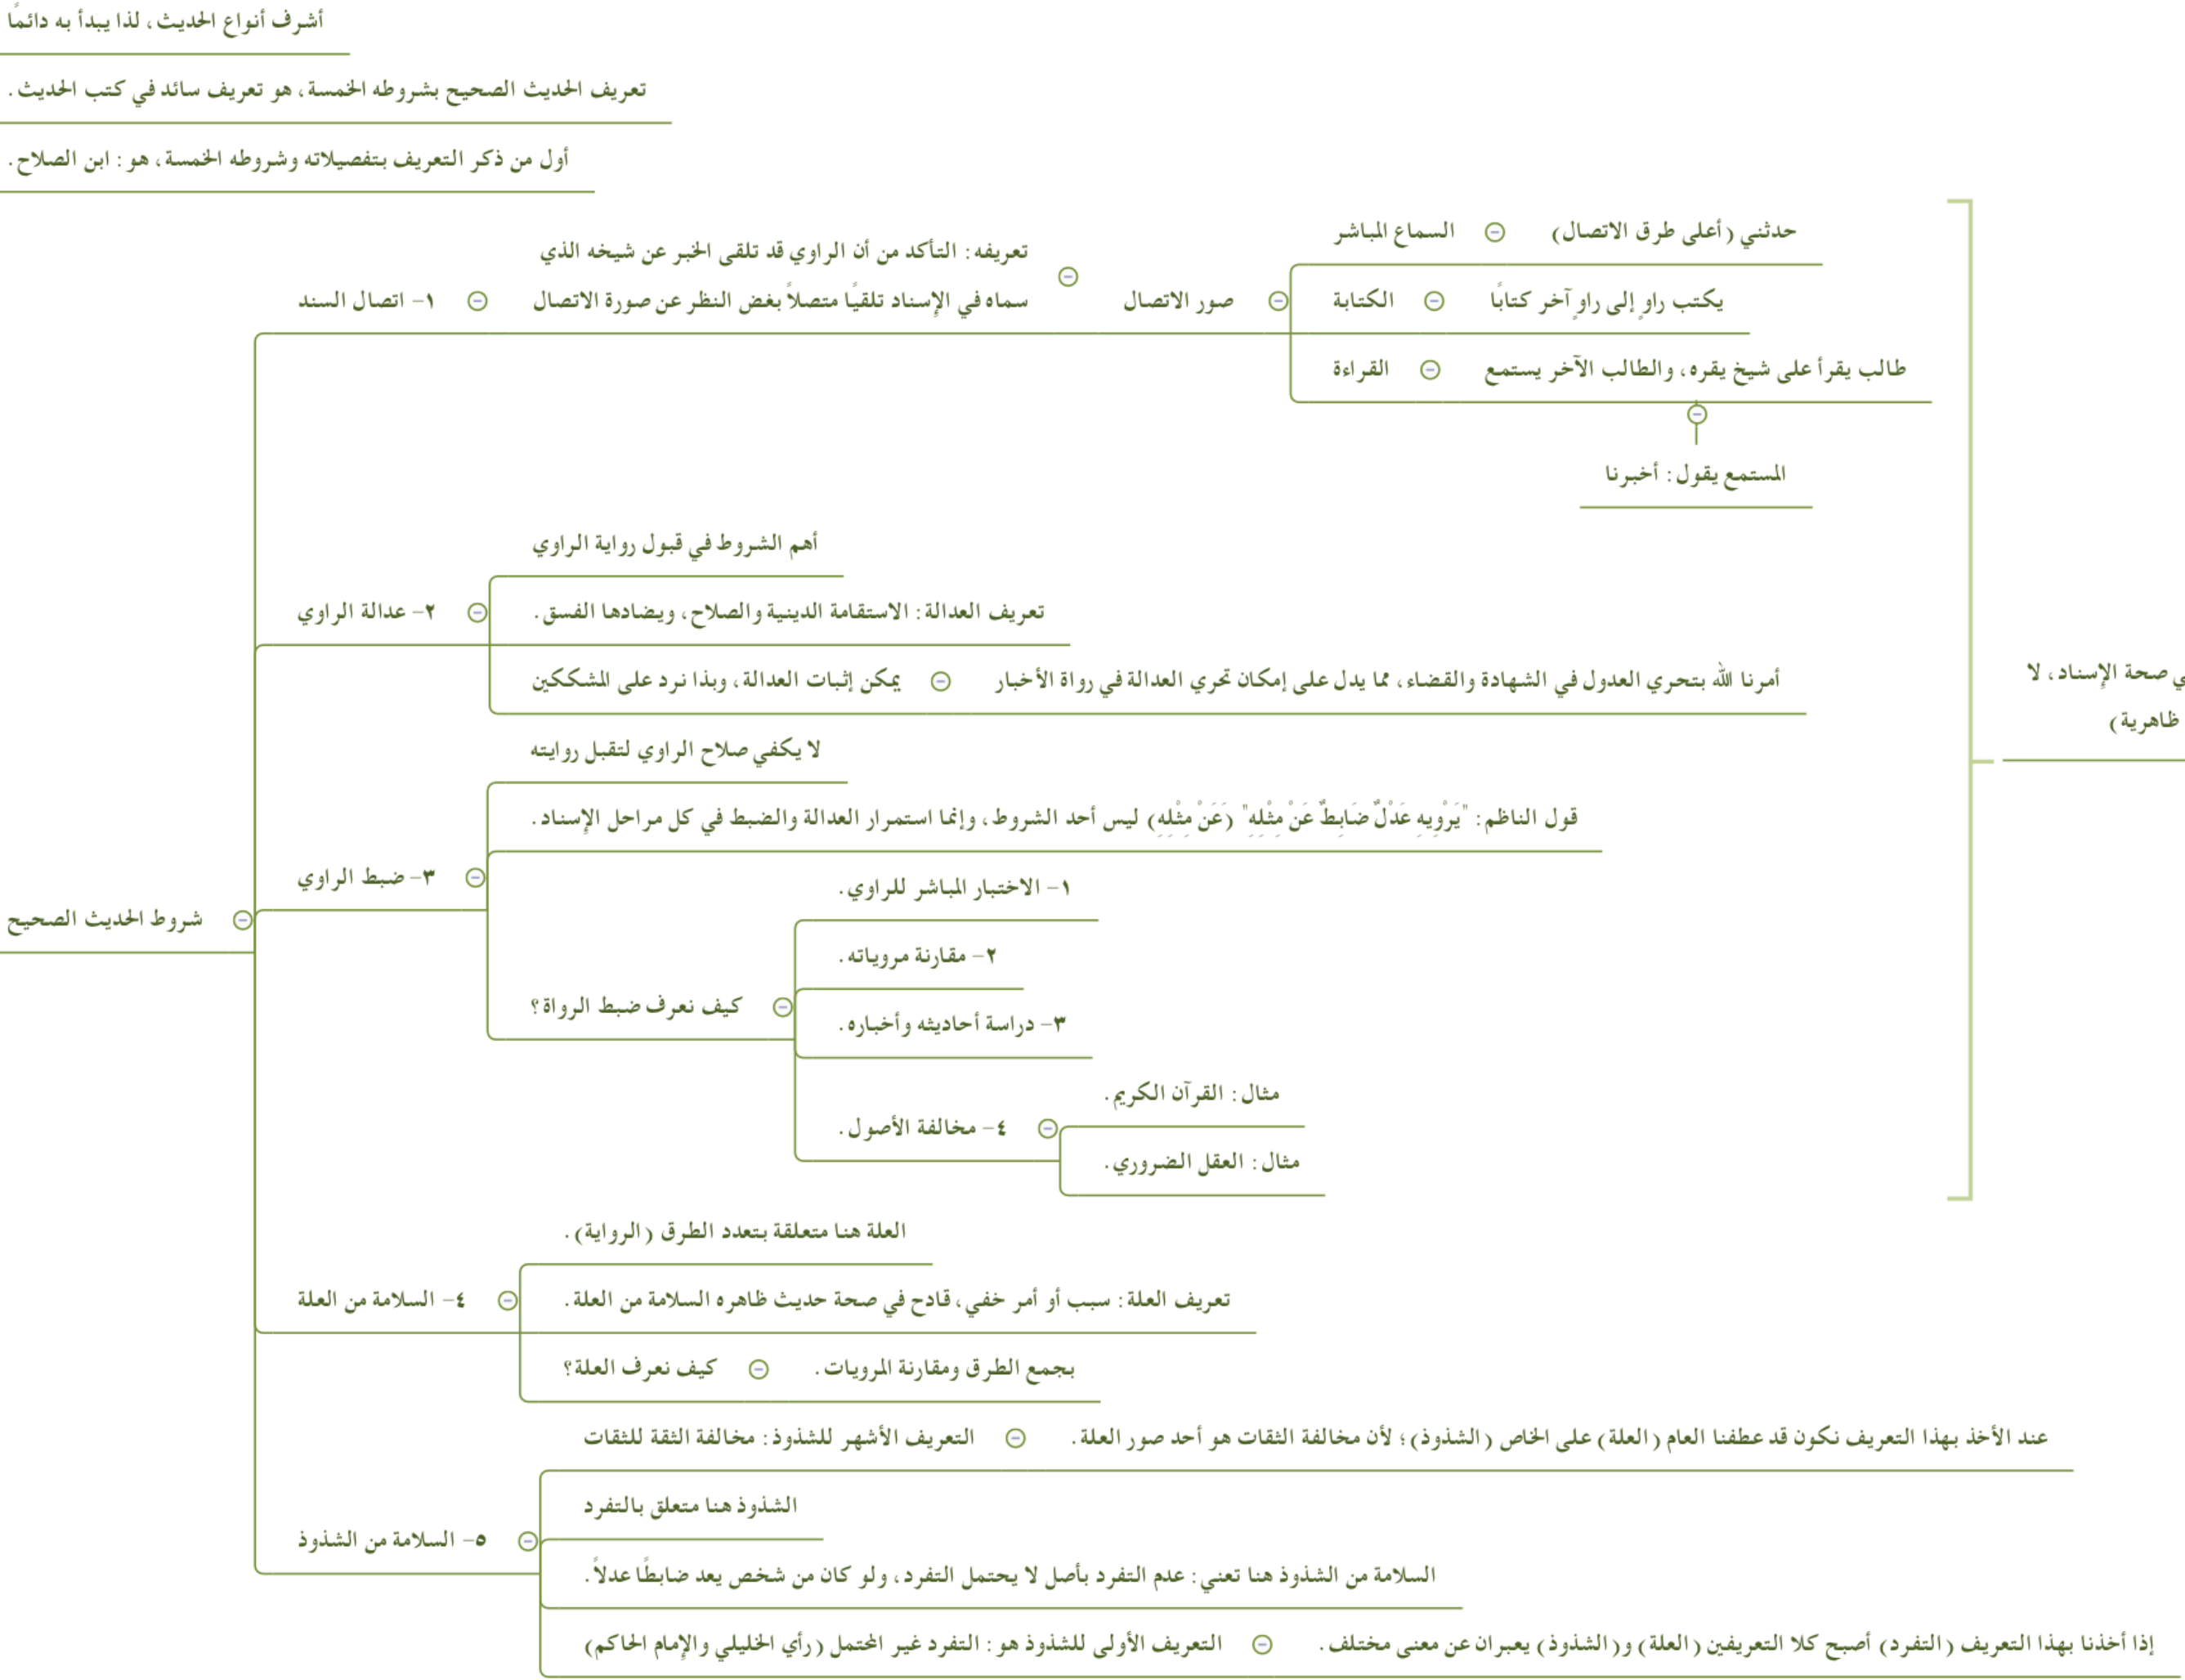 أشرف أنواع الحديث، لذا يبدأ به دائمًا
تعريف الحديث الصحيح بشروطه الخمسة، هو تعريف سائد في كتب الحديث.
أول من ذكر التعريف بتفصيلاته وشروطه الخمسة، هو: ابن الصلاح.
شروط الحديث الصحيح
١- اتصال السند
تعريفه: التأكد من أن الراوي قد تلقى الخبر عن شيخه الذي
سماه في الإسناد تلقيًا متصلاً بغض النظر عن صورة الاتصال
صور الاتصال
السماع المباشر
حدثني (أعلى طرق الاتصال)
الكتابة
يكتب راوٍ إلى راوٍ آخر كتابًا
القراءة
طالب يقرأ على شيخ يقره، والطالب الآخر يستمع
المستمع يقول: أخبرنا
٢- عدالة الراوي
أهم الشروط في قبول رواية الراوي
تعريف العدالة: الاستقامة الدينية والصلاح، ويضادها الفسق.
يمكن إثبات العدالة، وبذا نرد على المشككين
أمرنا الله بتحري العدول في الشهادة والقضاء، مما يدل على إمكان تحري العدالة في رواة الأخبار
٣- ضبط الراوي
لا يكفي صلاح الراوي لتقبل روايته
قول الناظم: "يَرْوِيهِ عَدْلٌ ضَابِطٌ عَنْ مِثْلِهِ" (عَنْ مِثْلِهِ) ليس أحد الشروط، وإنما استمرار العدالة والضبط في كل مراحل الإسناد.
كيف نعرف ضبط الرواة؟
١- الاختبار المباشر للراوي.
٢- مقارنة مروياته.
٣- دراسة أحاديثه وأخباره.
٤- مخالفة الأصول.
مثال: القرآن الكريم.
مثال: العقل الضروري.
٤- السلامة من العلة
العلة هنا متعلقة بتعدد الطرق (الرواية).
تعريف العلة: سبب أو أمر خفي، قادح في صحة حديث ظاهره السلامة من العلة.
كيف نعرف العلة؟
بجمع الطرق ومقارنة المرويات.
٥- السلامة من الشذوذ
التعريف الأشهر للشذوذ: مخالفة الثقة للثقات
عند الأخذ بهذا التعريف نكون قد عطفنا العام (العلة) على الخاص (الشذوذ)؛ لأن مخالفة الثقات هو أحد صور العلة.
الشذوذ هنا متعلق بالتفرد
السلامة من الشذوذ هنا تعني: عدم التفرد بأصل لا يحتمل التفرد، ولو كان من شخص يعد ضابطًا عدلاً.
التعريف الأولى للشذوذ هو: التفرد غير المحتمل (رأي الخليلي والإمام الحاكم)
إذا أخذنا بهذا التعريف (التفرد) أصبح كلا التعريفين (العلة) و(الشذوذ) يعبران عن معنى مختلف.
صحة الإسناد، لا
ظاهرية)